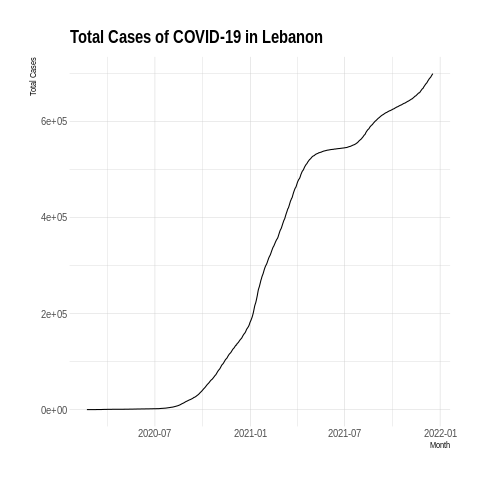 Total Cases of COVID-19 in Lebanon
Total Cases
6e+05
4e+05
2e+05
0e+00
2020-07 2021-01 2021-07 2022-01
Month